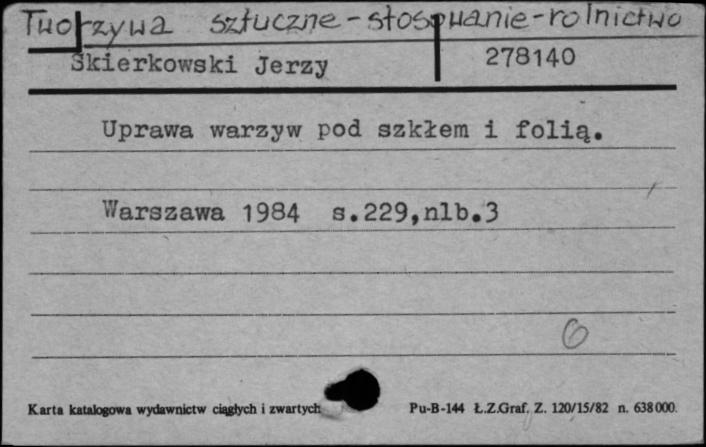 Tworzywa sztuczne-stosowanie-rolnictwo
Skierkowski Jerzy 278140
Uprawa warzyw pod szkłem i folią.
Warszawa 1984 s.229,nlb.3
6
Karta katalogowa wydawnictw ciągłych i zwartych Pu-B-144 Ł.Z.Graf. Z. 120/15/82 n. 638000.